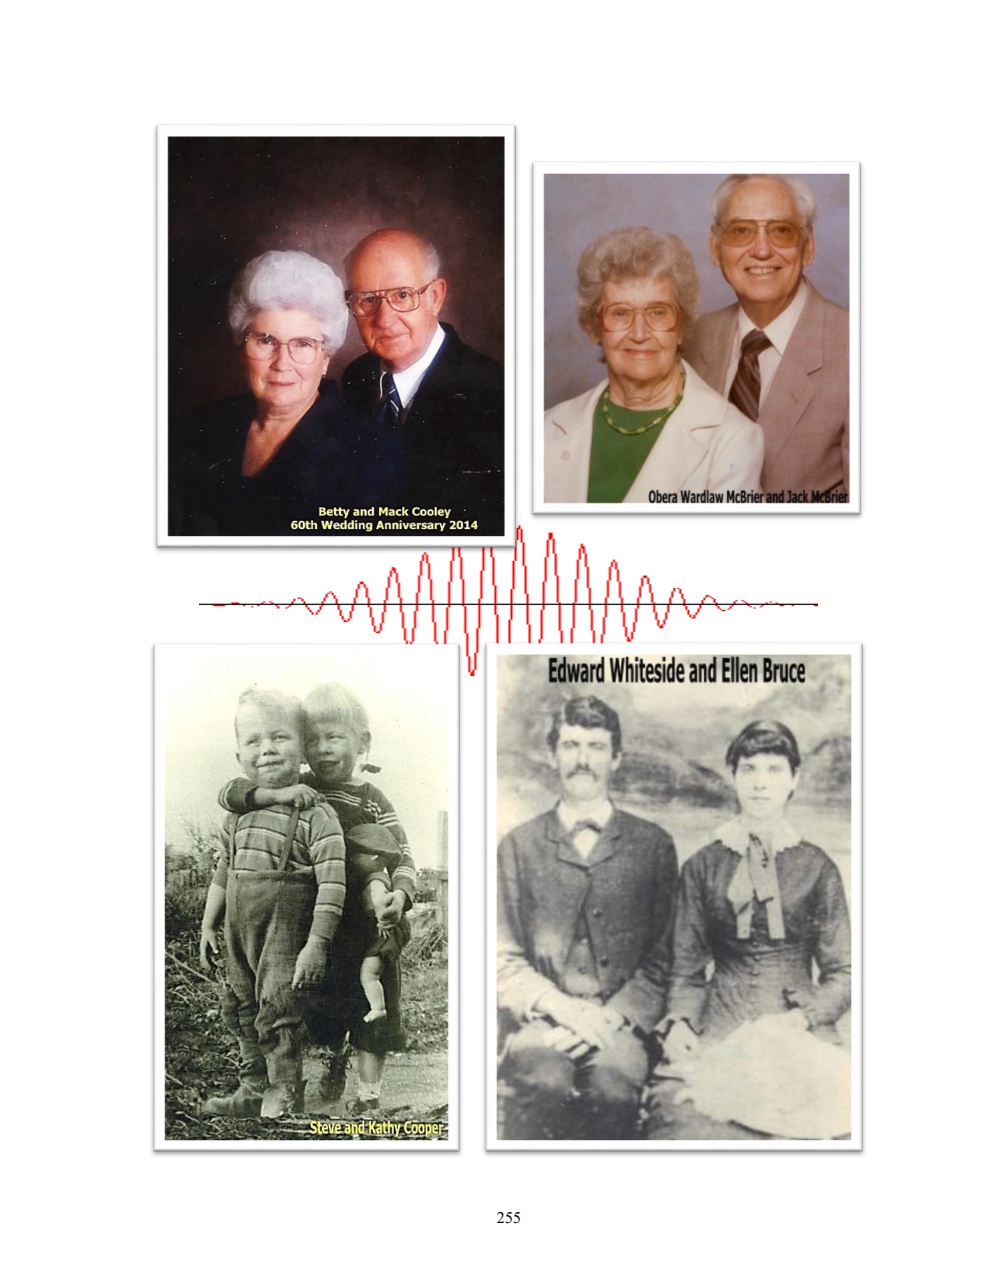 Betty and Mack Cooley
60th Wedding Anniversary 2014
Obera Wardlaw McBrier and Jack McBrier
Edward Whiteside and Ellen Bruce
Steve and Kathy Cooper
255